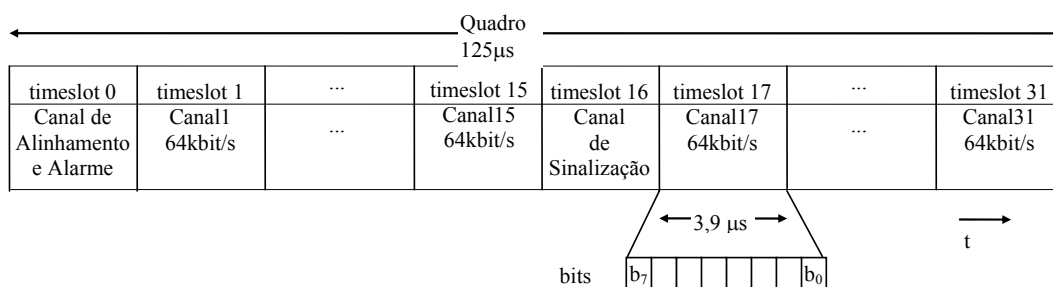 Quadro
125µs
timeslot 0 timeslot 1 ... timeslot 15 timeslot 16 timeslot 17 ... timeslot 31
Canal de Alinhamento e Alarme Canal1 64kbit/s ... Canal15 64kbit/s Canal de Sinalização Canal17 64kbit/s ... Canal31 64kbit/s
3,9 µs
t
bits b7 b0